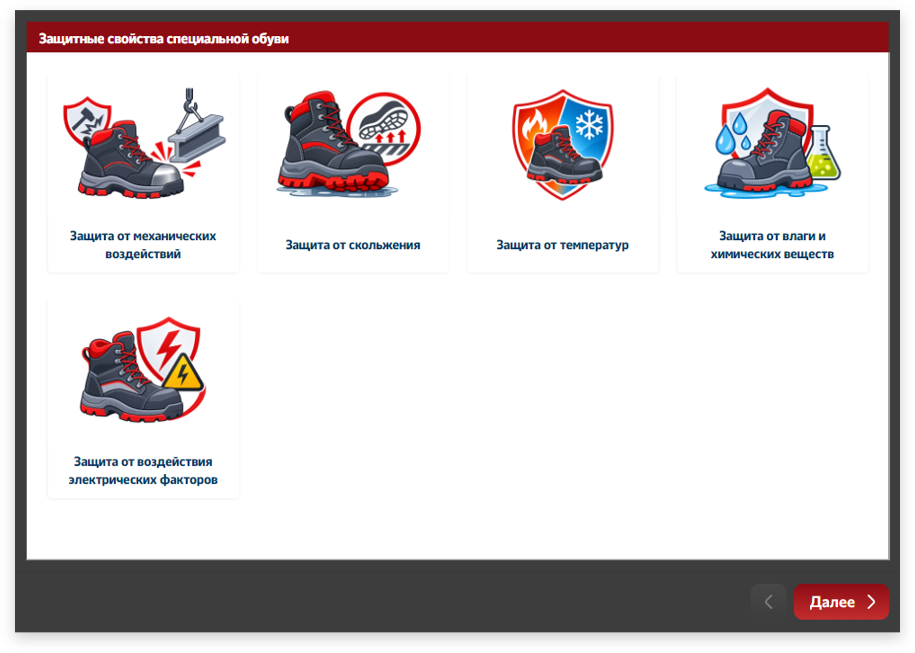 Защитные свойства специальной обуви
Защита от механических
воздействий
Защита от скольжения
Защита от температур
Защита от влаги и
химических веществ
Защита от воздействия
электрических факторов
Далее